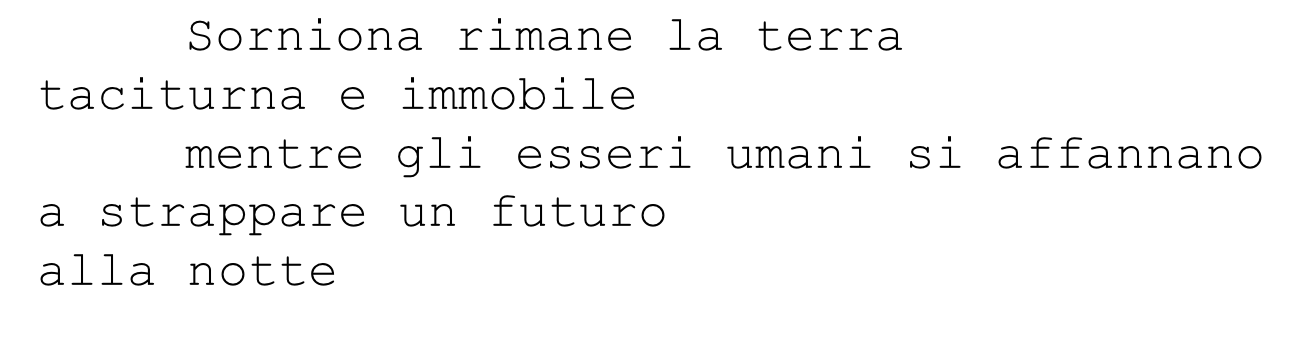 Sorniona rimane la terra
taciturna e immobile
mentre gli esseri umani si affannano
a strappare un futuro
alla notte